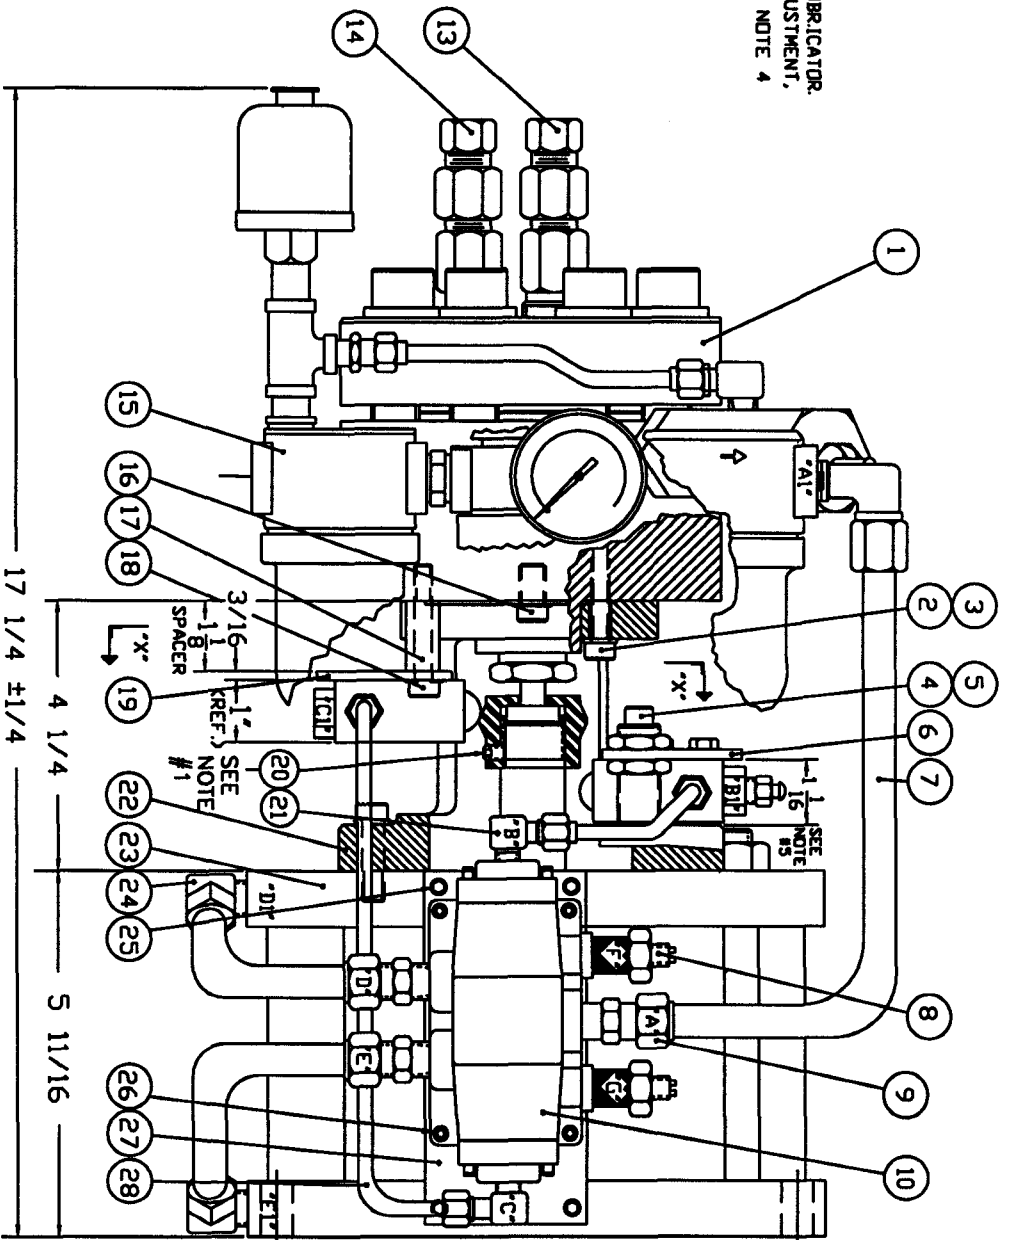 BRICATOR.
USTMENT,
NOTE 4
13
14
1
3
2
5
4
6
7
8
9
10
15
16
17
18
19
20
21
22
23
24
25
26
27
28
"A1"
"X"
"X"
"B1"
1 1/16
SEE
NOTE
#5
"B"
3/16
1 1/8
SPACER
"C1"
1"
(REF.)
SEE
NOTE
#1
"D1"
"D"
"E"
"F"
"A"
"G"
"C"
"E1"
4 1/4
5 11/16
17 1/4 ±1/4